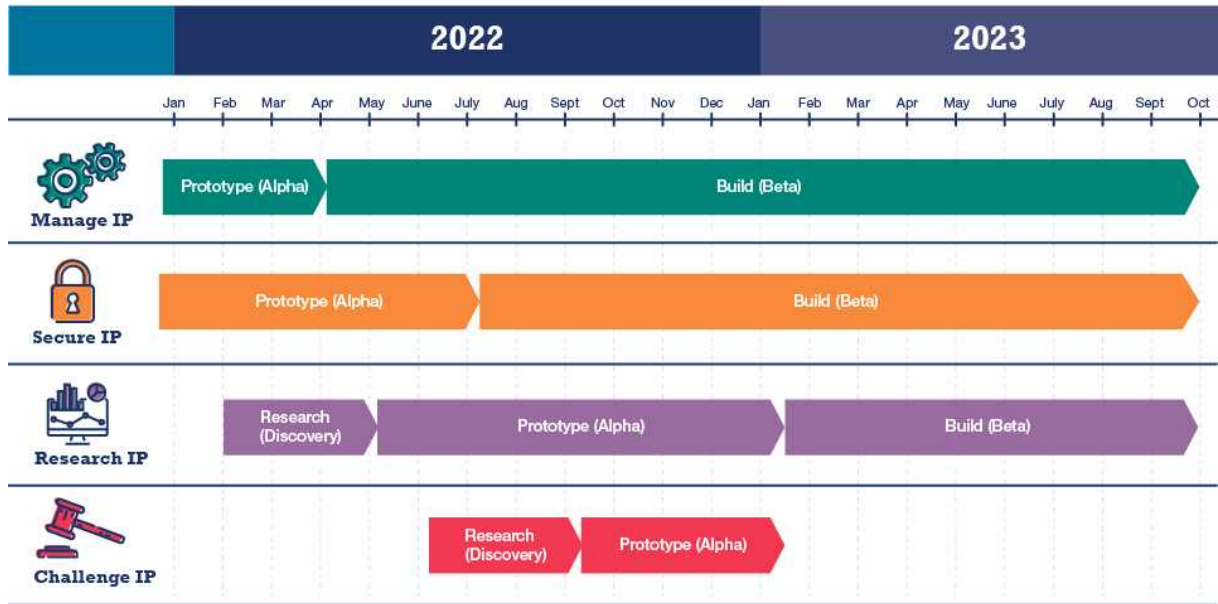 2022 2023
Jan Feb Mar Apr May June July Aug Sept Oct Nov Dec Jan Feb Mar Apr May June July Aug Sept Oct
Prototype (Alpha) Build (Beta)
Manage IP
Prototype (Alpha) Build (Beta)
Secure IP
Research
(Discovery)
Prototype (Alpha) Build (Beta)
Research IP
Research
(Discovery)
Prototype (Alpha)
Challenge IP